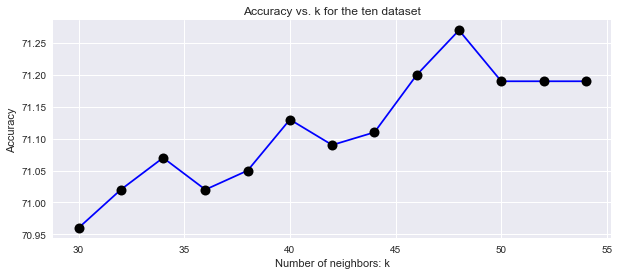 Accuracy vs. k for the ten dataset
Accuracy
71.25
71.20
71.15
71.10
71.05
71.00
70.95
30 35 40 45 50 55
Number of neighbors: k